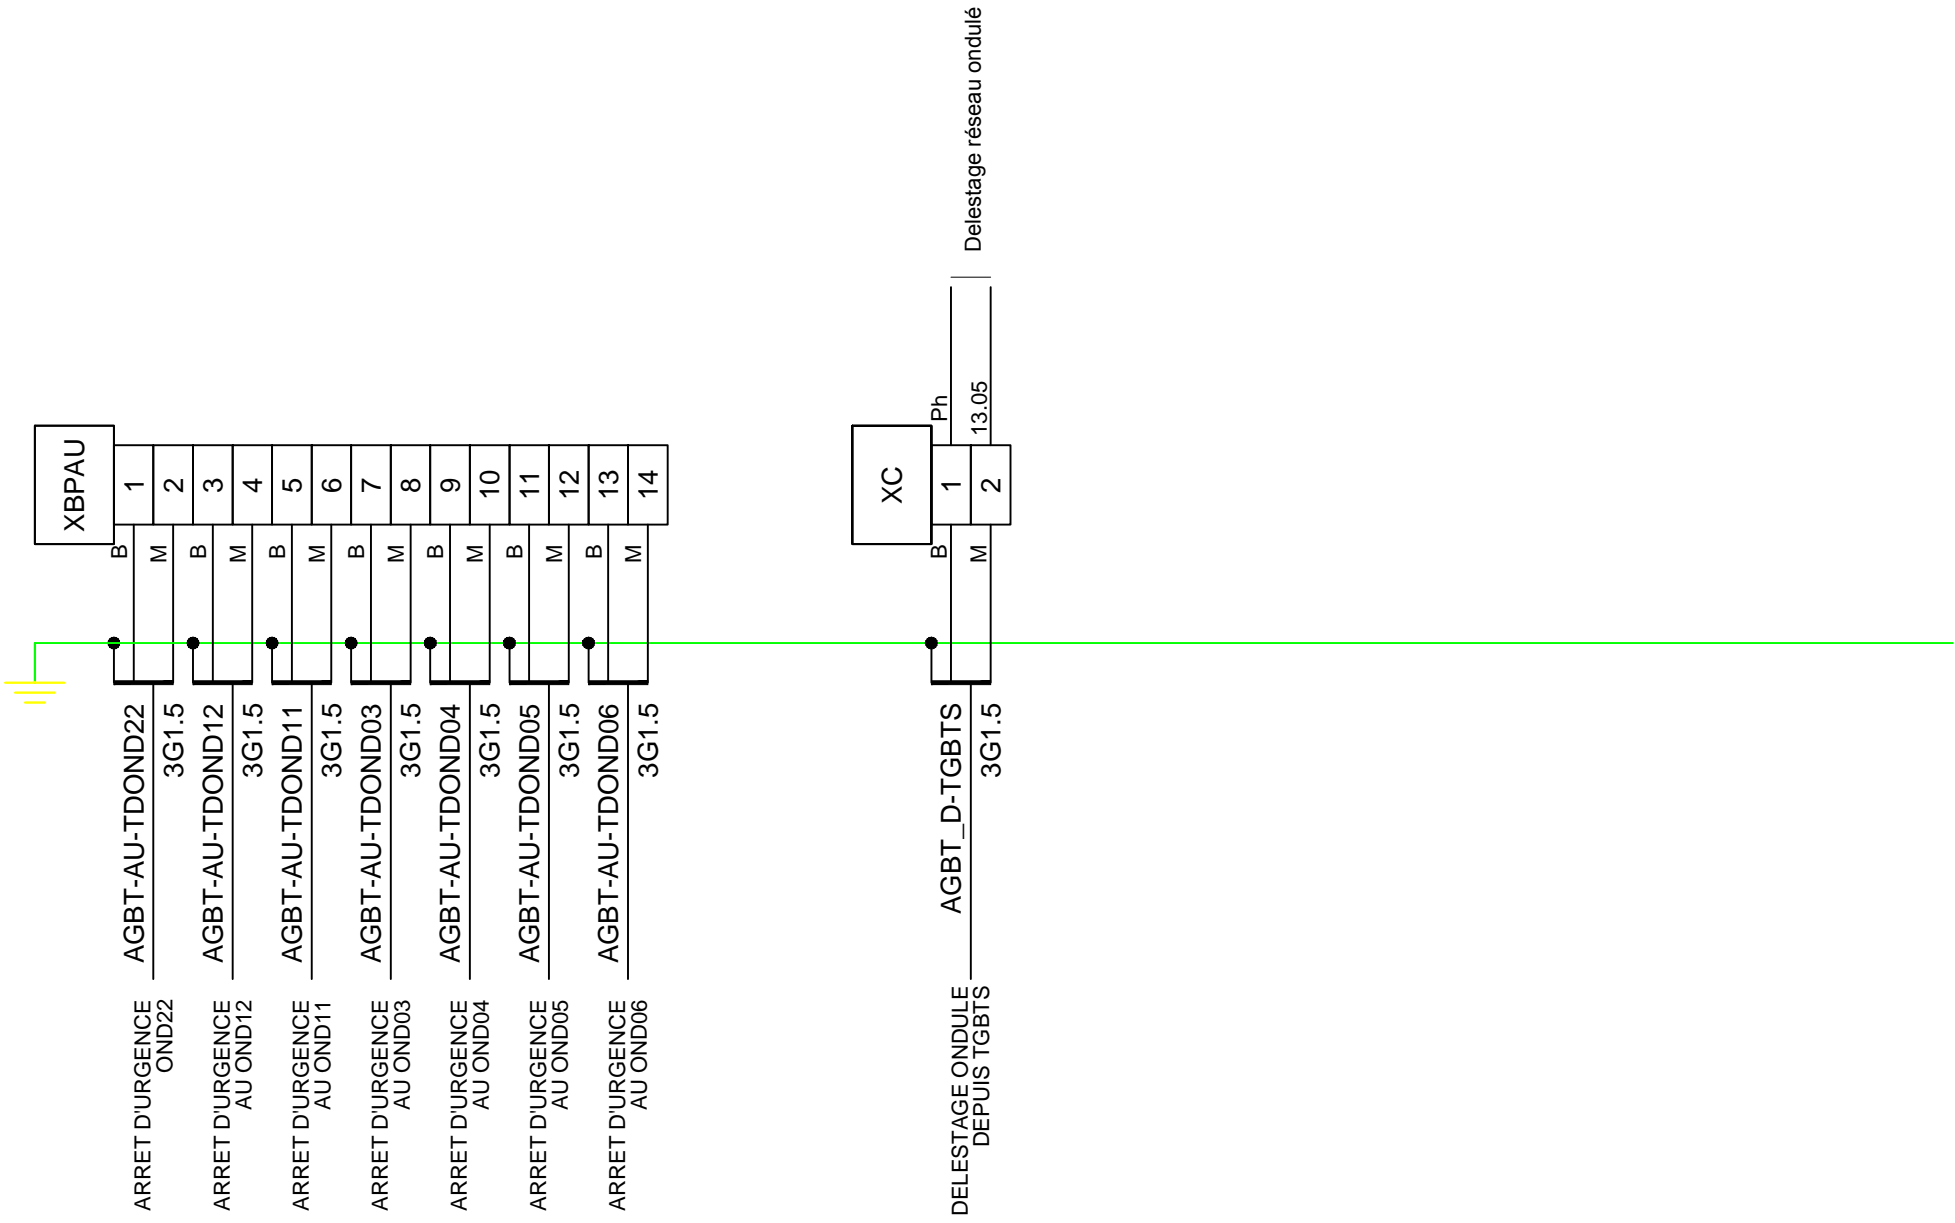 Delestage réseau ondulé
XBPAU
1
2
3
4
5
6
7
8
9
10
11
12
13
14
B
M
B
M
B
M
B
M
B
M
B
M
B
M
XC
1
2
Ph
13.05
B
M
AGBT-AU-TDOND22
3G1.5
AGBT-AU-TDOND12
3G1.5
AGBT-AU-TDOND11
3G1.5
AGBT-AU-TDOND03
3G1.5
AGBT-AU-TDOND04
3G1.5
AGBT-AU-TDOND05
3G1.5
AGBT-AU-TDOND06
3G1.5
AGBT_D-TGBTS
3G1.5
ARRET D'URGENCE
OND22
ARRET D'URGENCE
AU OND12
ARRET D'URGENCE
AU OND11
ARRET D'URGENCE
AU OND03
ARRET D'URGENCE
AU OND04
ARRET D'URGENCE
AU OND05
ARRET D'URGENCE
AU OND06
DELESTAGE ONDULE
DEPUIS TGBTS